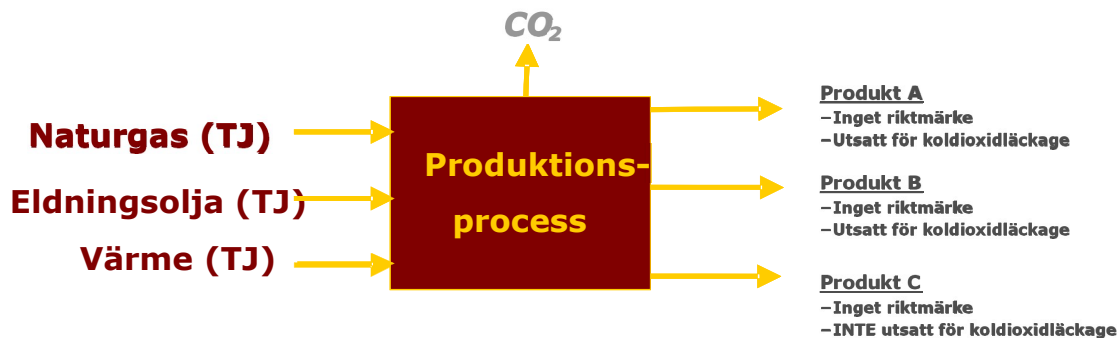 CO₂
Naturgas (TJ)
Eldningsolja (TJ)
Värme (TJ)
Produktions-
process
Produkt A
–Inget riktmärke
–Utsatt för koldioxidläckage
Produkt B
–Inget riktmärke
–Utsatt för koldioxidläckage
Produkt C
–Inget riktmärke
–INTE utsatt för koldioxidläckage